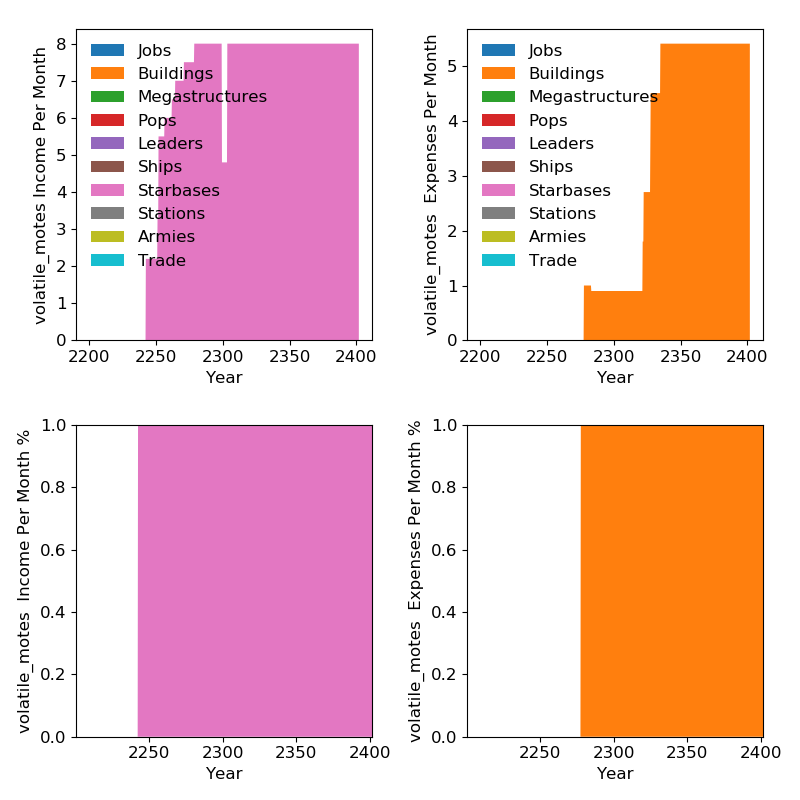 volatile_motes Income Per Month
8
7
6
5
4
3
2
1
0
Jobs
Buildings
Megastructures
Pops
Leaders
Ships
Starbases
Stations
Armies
Trade
2200 2250 2300 2350 2400
Year
volatile_motes  Expenses Per Month
5
4
3
2
1
0
Jobs
Buildings
Megastructures
Pops
Leaders
Ships
Starbases
Stations
Armies
Trade
2200 2250 2300 2350 2400
Year
volatile_motes  Income Per Month %
1.0
0.8
0.6
0.4
0.2
0.0
2250 2300 2350 2400
Year
volatile_motes  Expenses Per Month %
1.0
0.8
0.6
0.4
0.2
0.0
2250 2300 2350 2400
Year